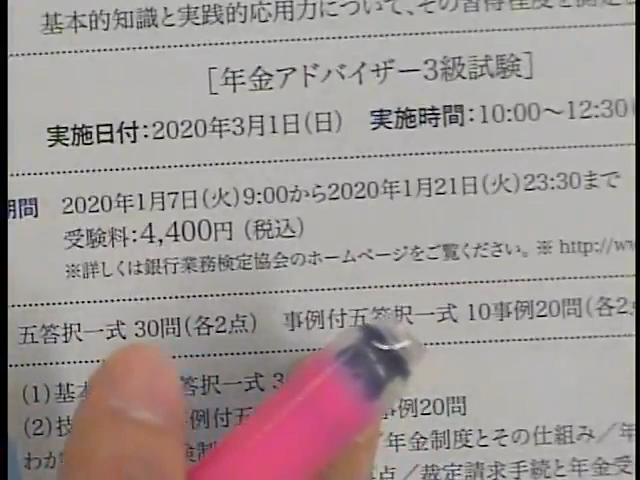 基本的知識と実践的応用力について、その習得程度を測定
[年金アドバイザー3級試験]
実施日付：2020年3月1日（日） 実施時間：10:00～12:30
期間 2020年1月7日（火）9:00から2020年1月21日（火）23:30まで
受験料：4,400円（税込）
※詳しくは銀行業務検定協会のホームページをご覧ください。※ http://ww
五答択一式 30問（各2点） 事例付五答択一式 10事例20問（各2
(1)基本 答択一式 3
(2)技 例付五 事例20問
わか 制 ／年金制度とその仕組み／年
点／裁定請求手続と年金受